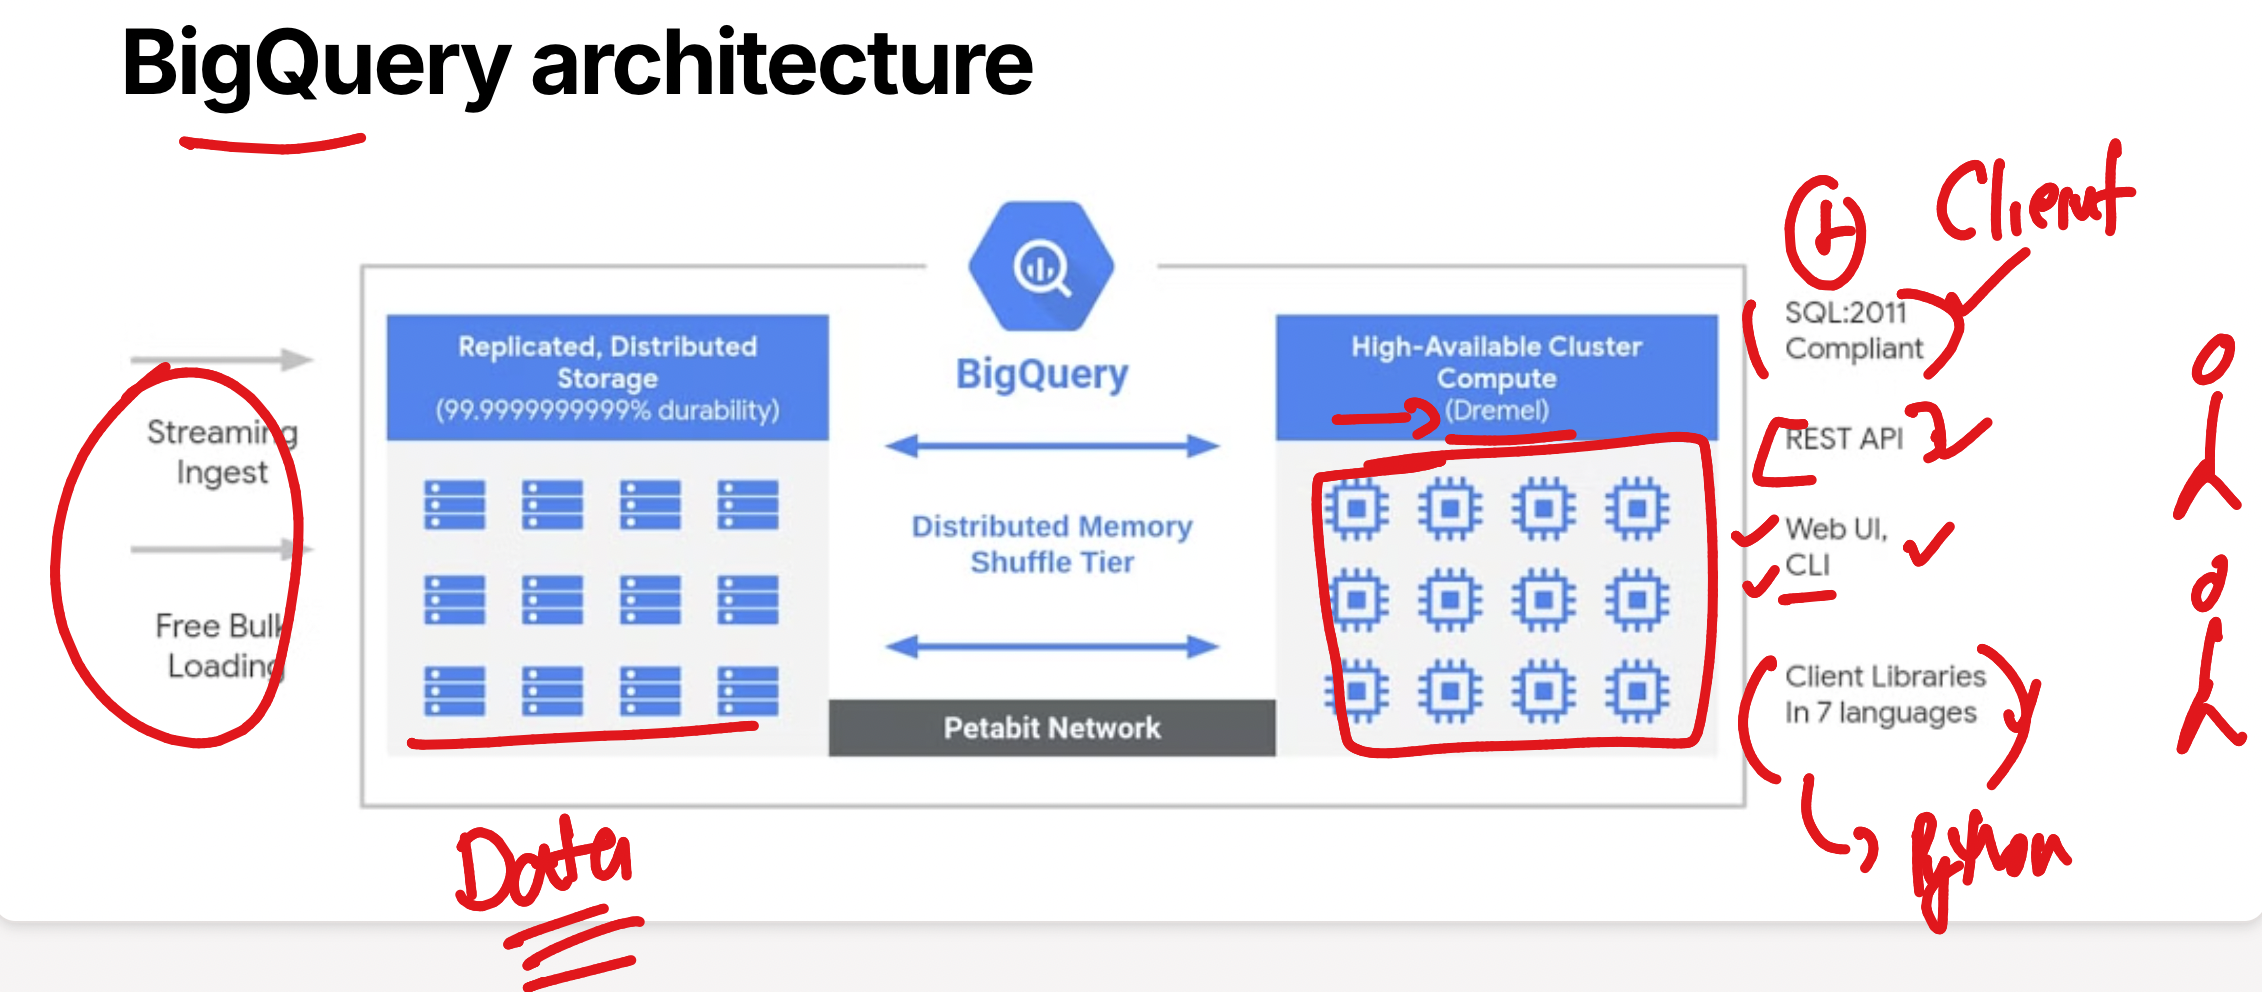 BigQuery architecture
Client
1
Streaming
Ingest
Free Bulk
Loading
Replicated, Distributed
Storage
(99.9999999999% durability)
BigQuery
Distributed Memory
Shuffle Tier
Petabit Network
High-Available Cluster
Compute
(Dremel)
SQL:2011
Compliant
REST API
Web UI,
CLI
Client Libraries
In 7 languages
Data
Python